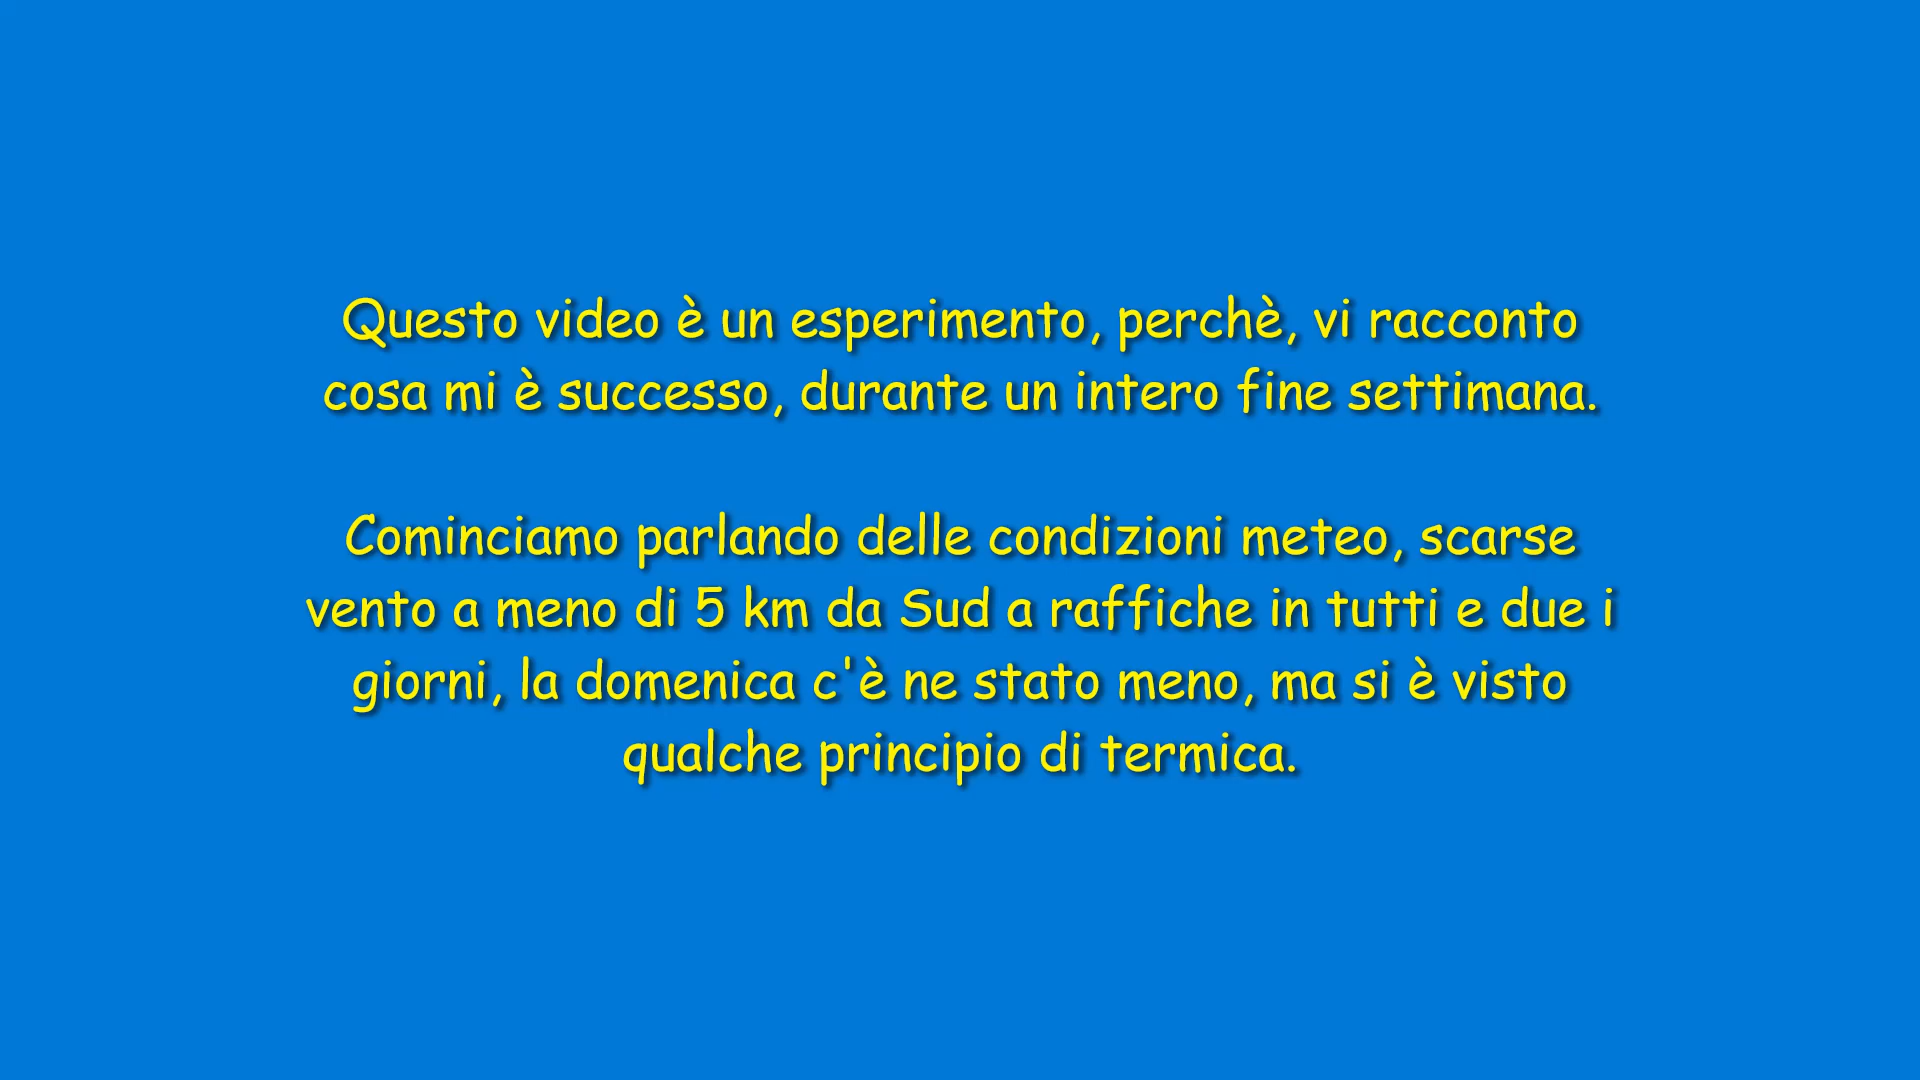 Questo video è un esperimento, perchè, vi racconto
cosa mi è successo, durante un intero fine settimana.
Cominciamo parlando delle condizioni meteo, scarse
vento a meno di 5 km da Sud a raffiche in tutti e due i
giorni, la domenica c'è ne stato meno, ma si è visto
qualche principio di termica.